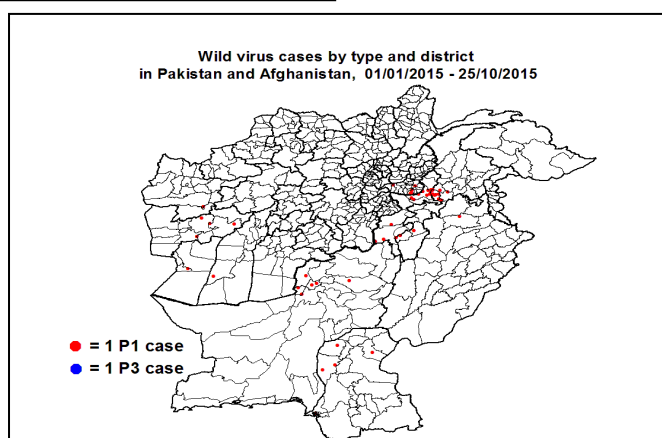 Wild virus cases by type and district
in Pakistan and Afghanistan, 01/01/2015 - 25/10/2015
= 1 P1 case
= 1 P3 case